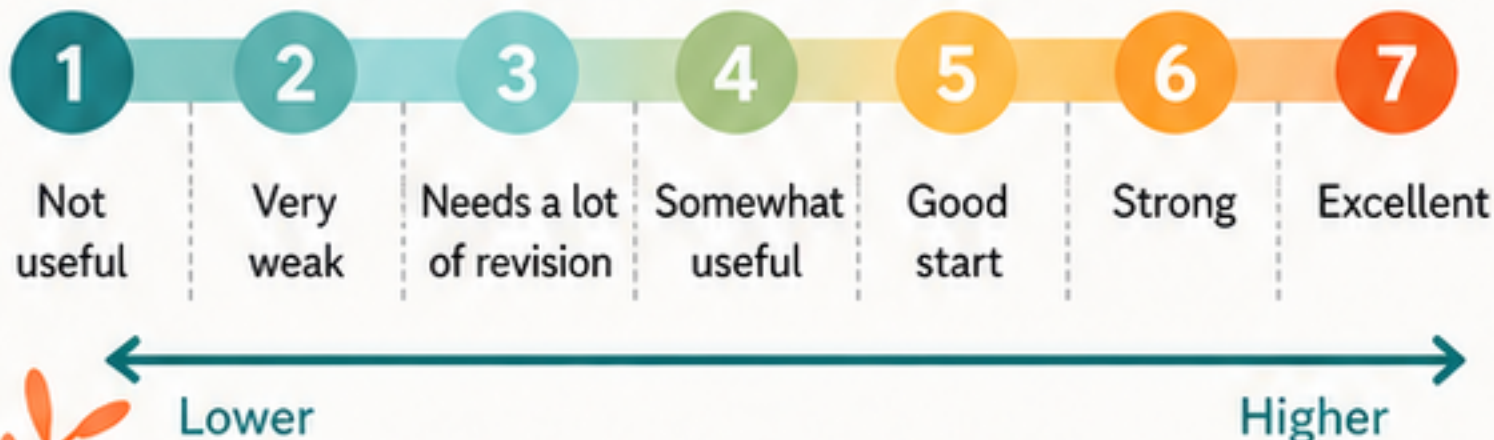 1 2 3 4 5 6 7
Not useful
Very weak
Needs a lot of revision
Somewhat useful
Good start
Strong
Excellent
Lower Higher